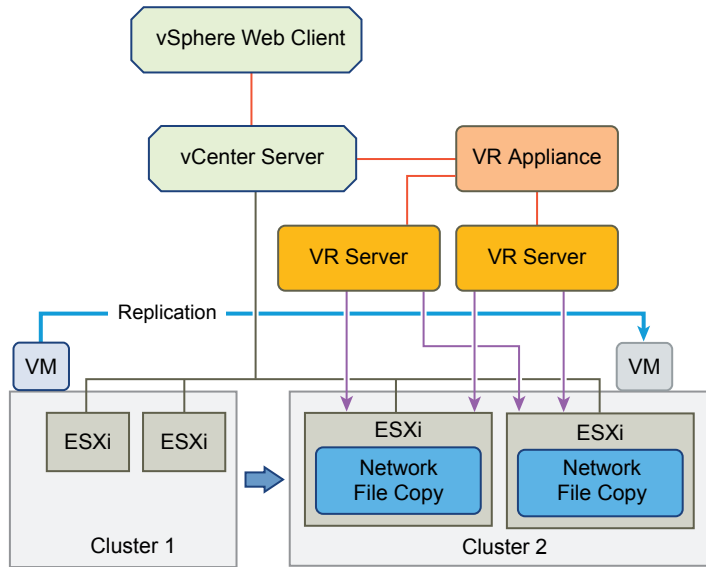 vSphere Web Client
vCenter Server
VR Appliance
VR Server
VR Server
Replication
VM
VM
ESXi
ESXi
ESXi
ESXi
Network
File Copy
Network
File Copy
Cluster 1
Cluster 2